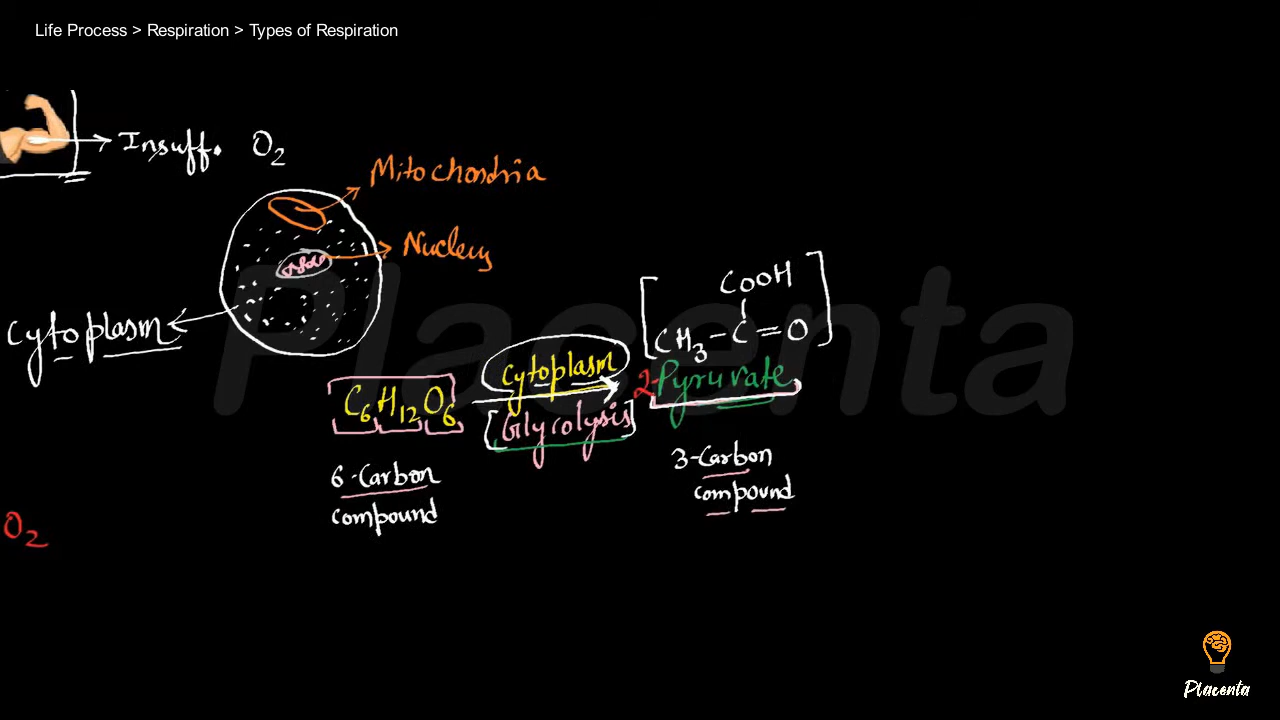 Life Process > Respiration > Types of Respiration
Insuff. O2
Mitochondria
Nucleus
Cytoplasm
COOH
CH3-C=O
Cytoplasm
C6H12O6
2-Pyruvate
Glycolysis
6-Carbon
compound
3-Carbon
compound
O2
Placenta
Placenta